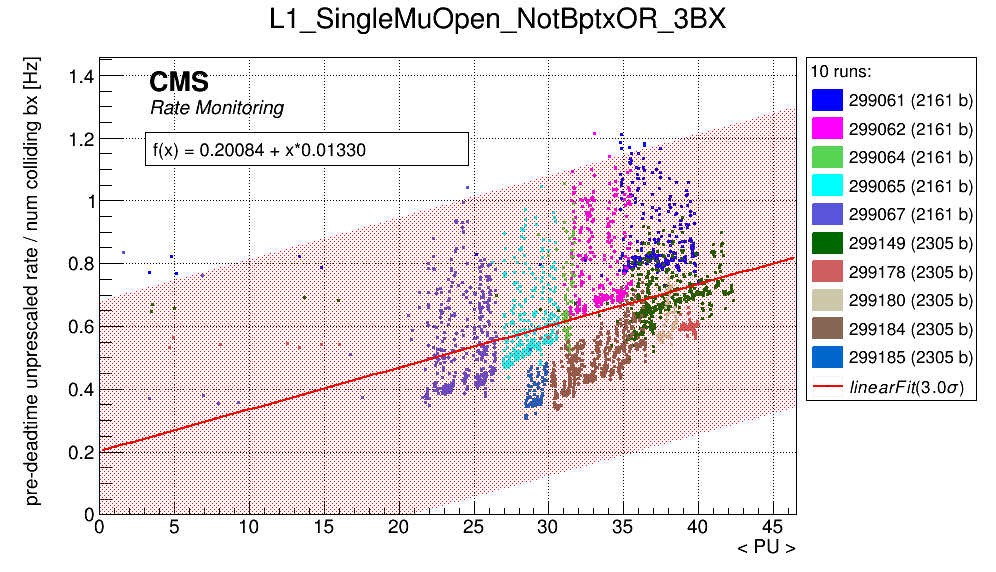 L1_SingleMuOpen_NotBptxOR_3BX
pre-deadtime unprescaled rate / num colliding bx [Hz]
CMS
Rate Monitoring
f(x) = 0.20084 + x*0.01330
1.4
1.2
1
0.8
0.6
0.4
0.2
0
0 5 10 15 20 25 30 35 40 45
< PU >
10 runs:
299061 (2161 b)
299062 (2161 b)
299064 (2161 b)
299065 (2161 b)
299067 (2161 b)
299149 (2305 b)
299178 (2305 b)
299180 (2305 b)
299184 (2305 b)
299185 (2305 b)
linearFit(3.0σ)